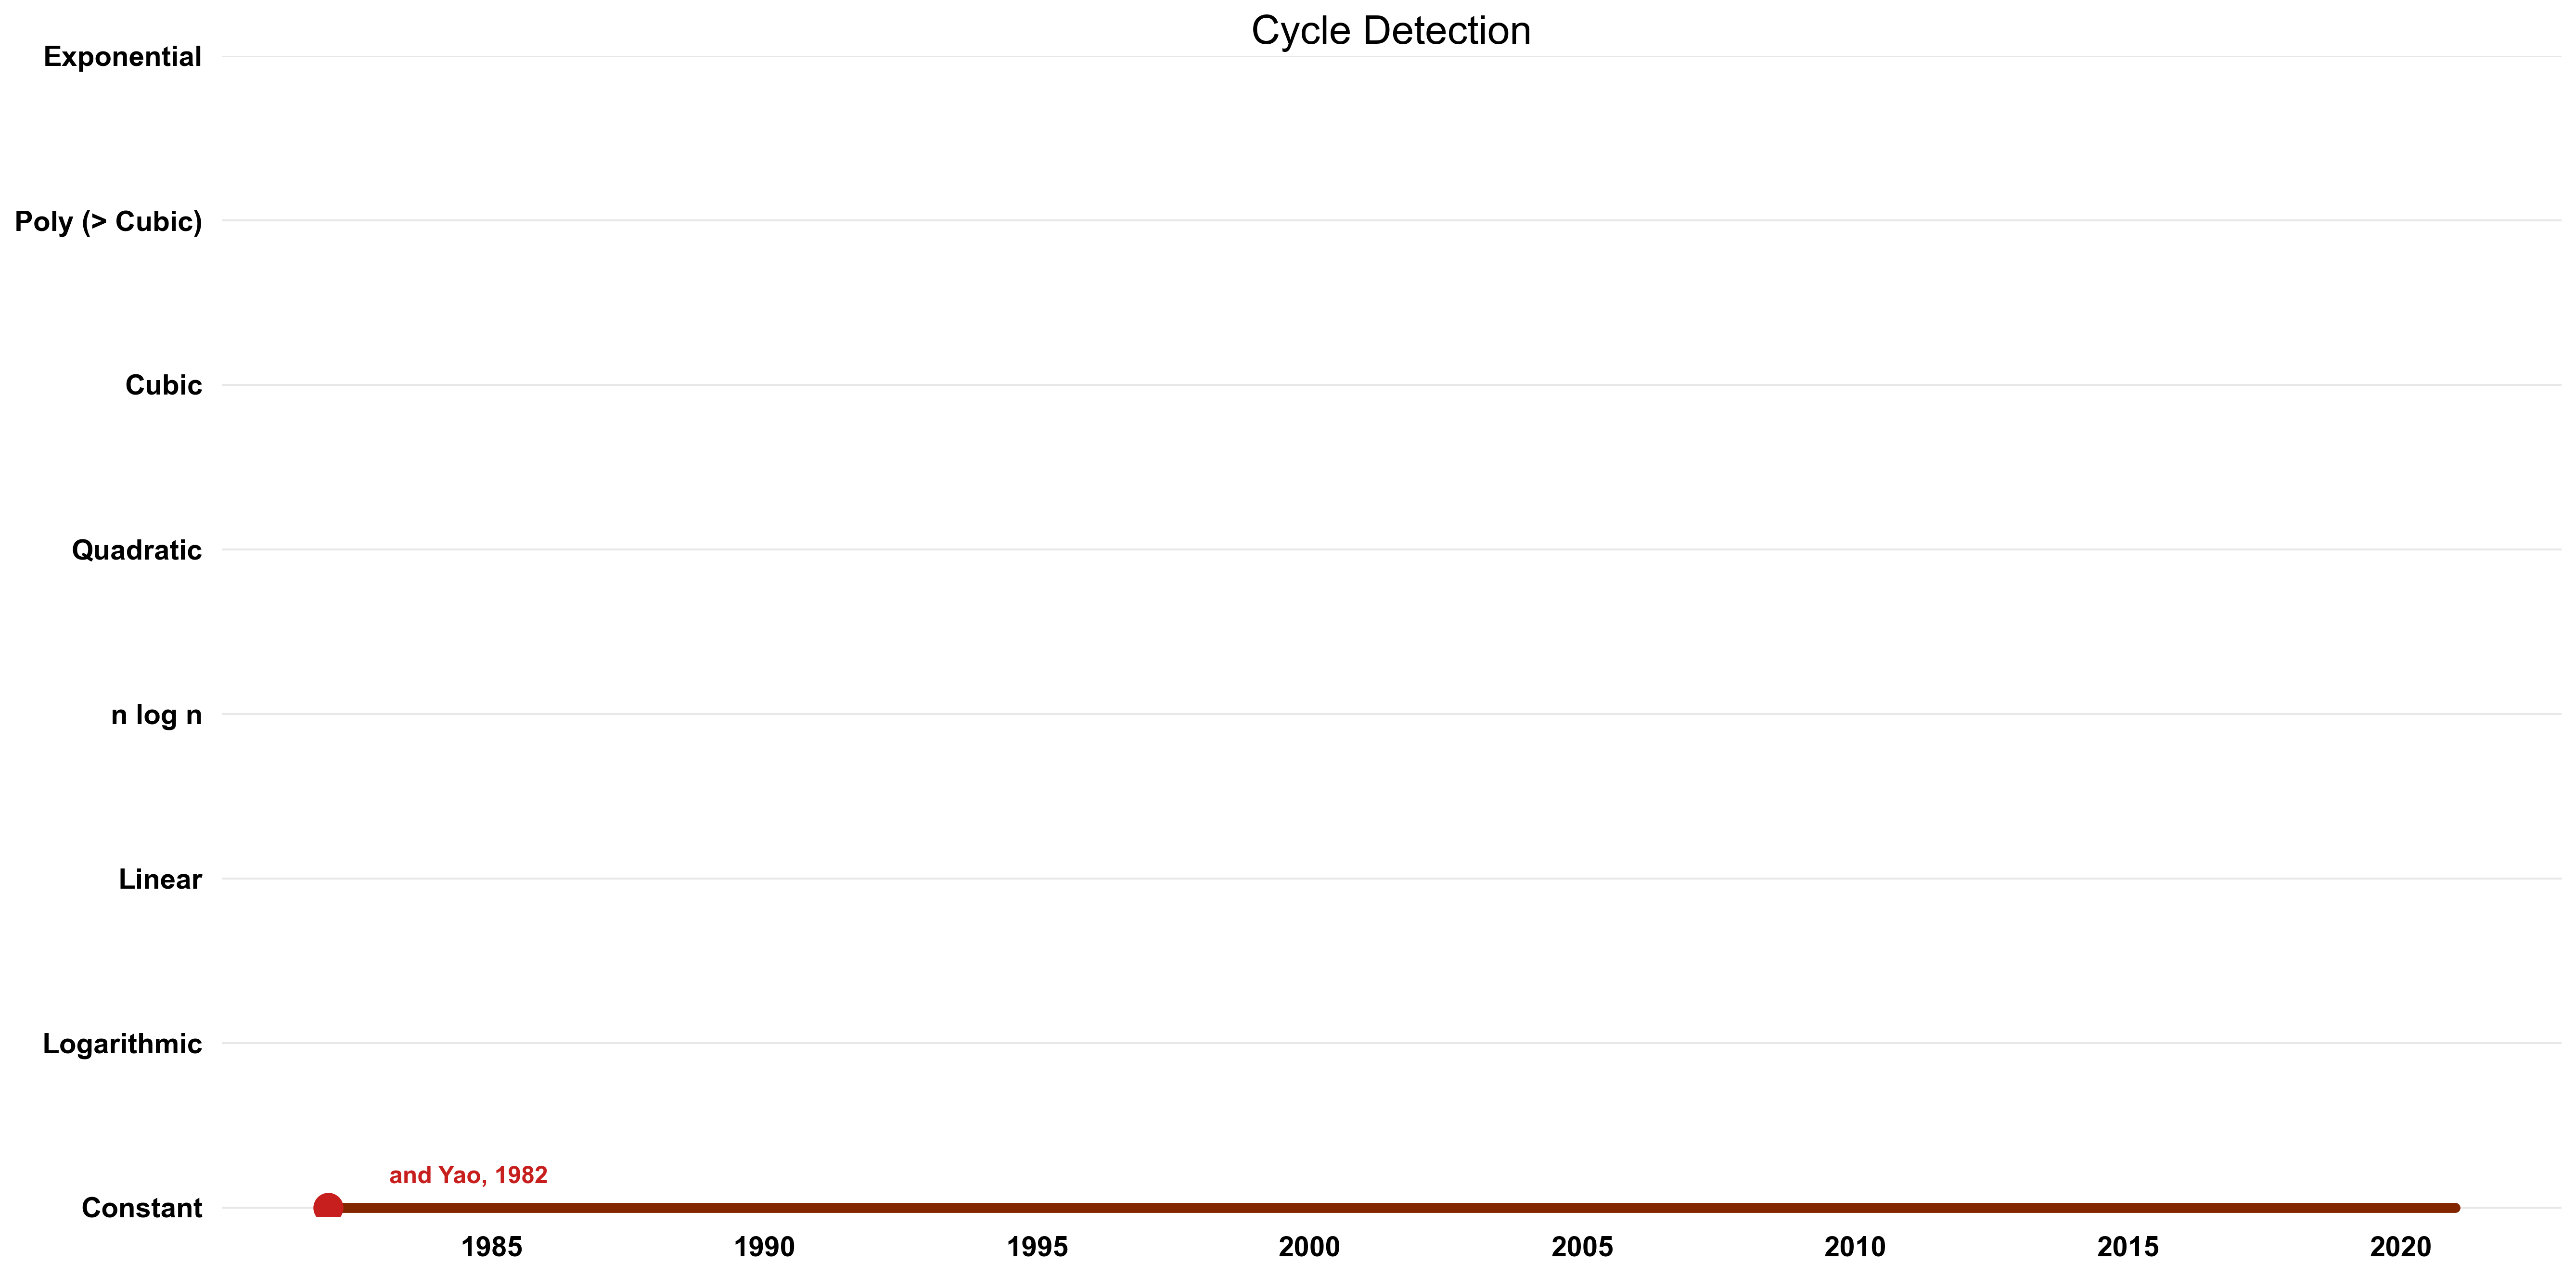 Cycle Detection
Exponential
Poly (> Cubic)
Cubic
Quadratic
n log n
Linear
Logarithmic
and Yao, 1982
Constant
1985 1990 1995 2000 2005 2010 2015 2020